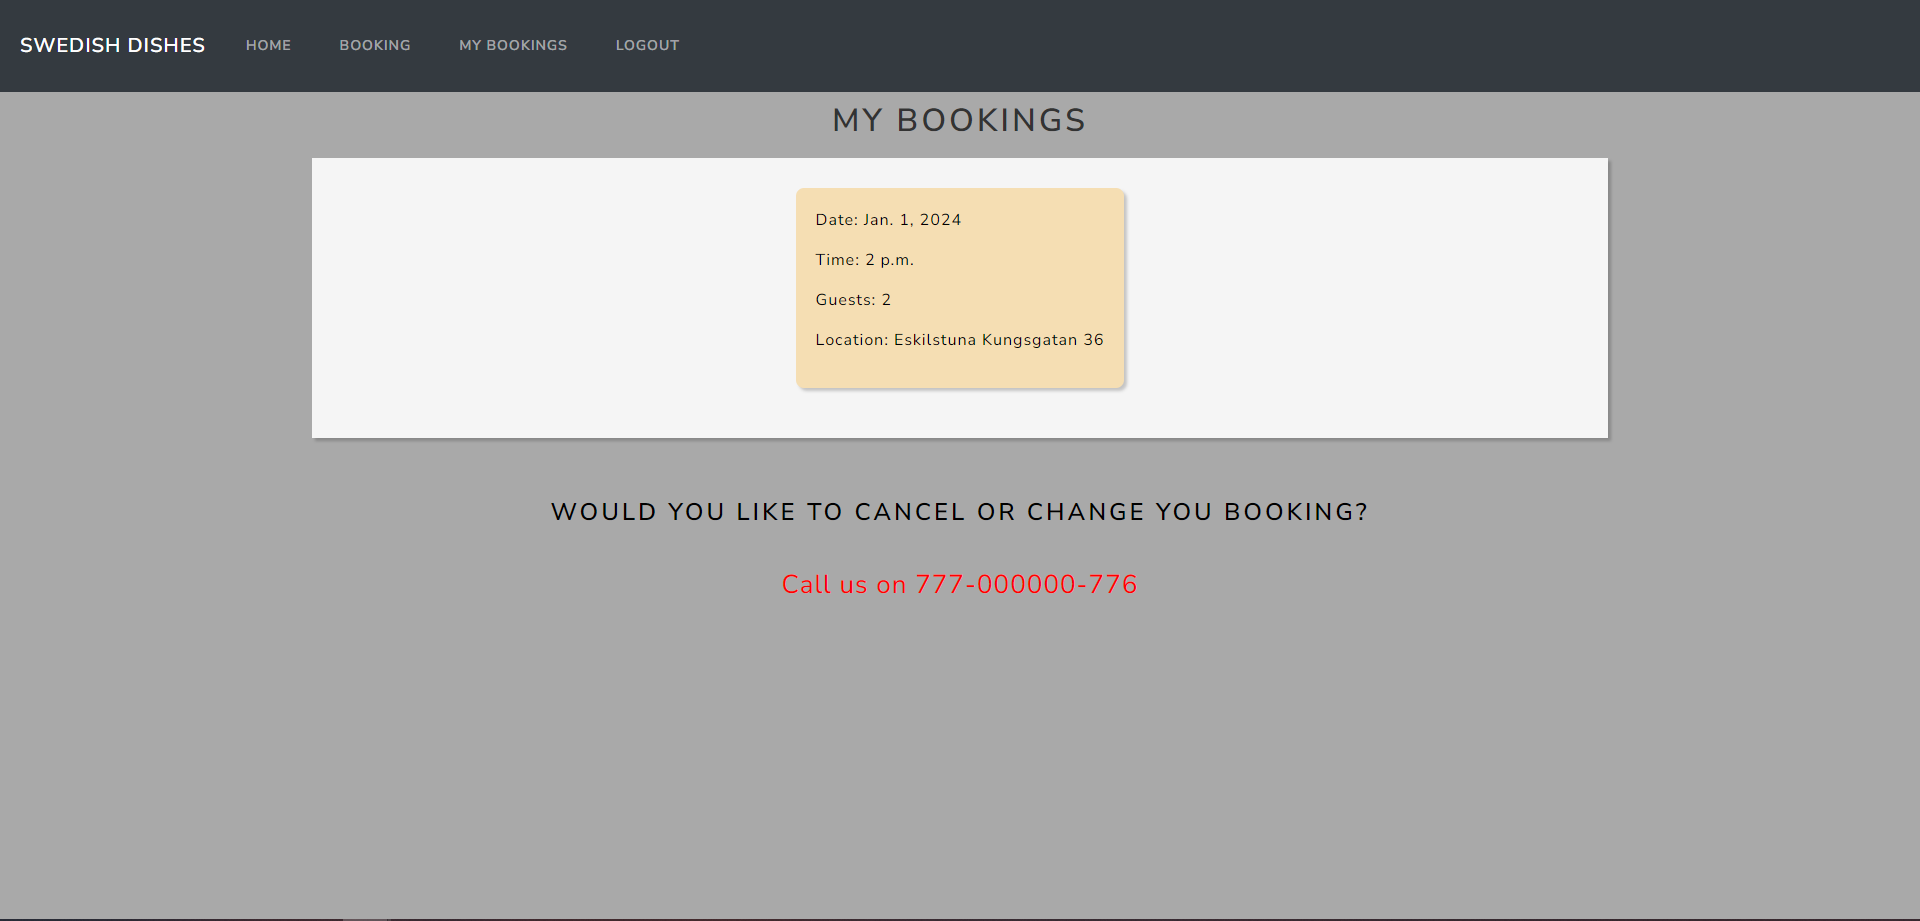 SWEDISH DISHES HOME BOOKING MY BOOKINGS LOGOUT
MY BOOKINGS
Date: Jan. 1, 2024
Time: 2 p.m.
Guests: 2
Location: Eskilstuna Kungsgatan 36
WOULD YOU LIKE TO CANCEL OR CHANGE YOU BOOKING?
Call us on 777-000000-776